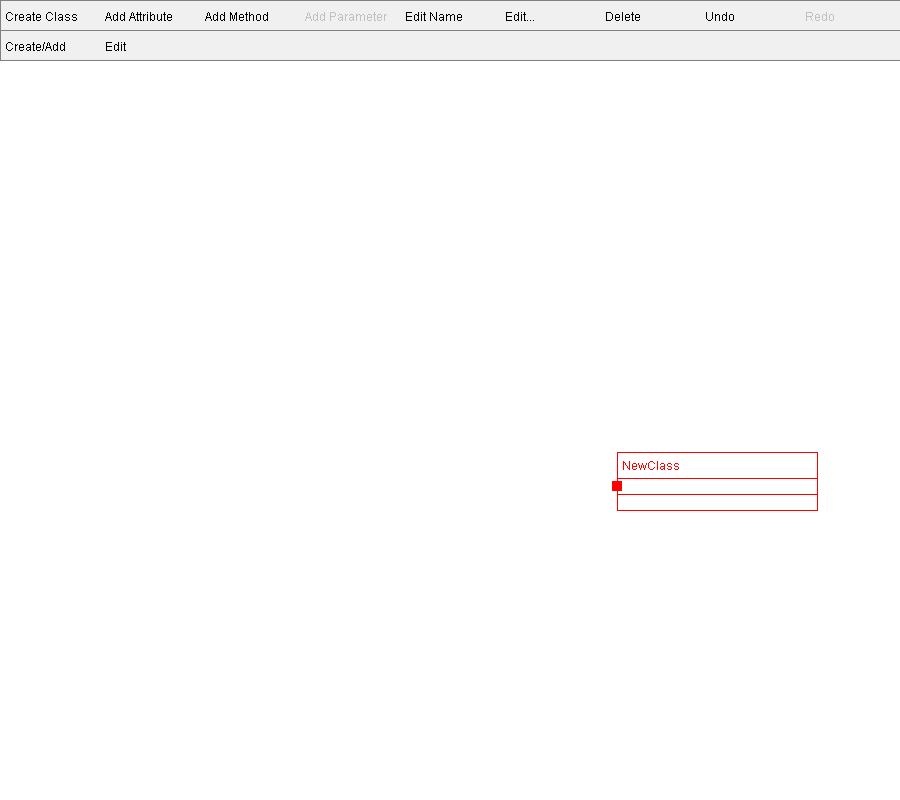 Create Class Add Attribute Add Method Add Parameter Edit Name Edit... Delete Undo Redo
Create/Add Edit
NewClass